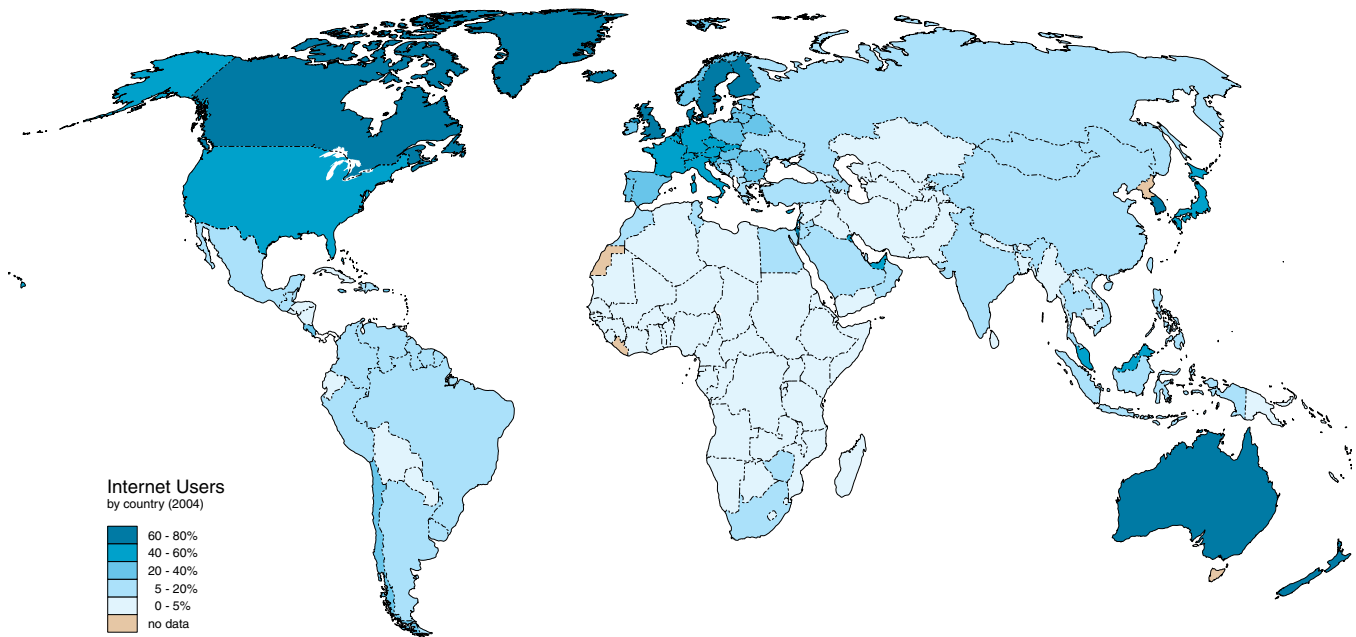 Internet Users
by country (2004)
60 - 80%
40 - 60%
20 - 40%
5 - 20%
0 - 5%
no data